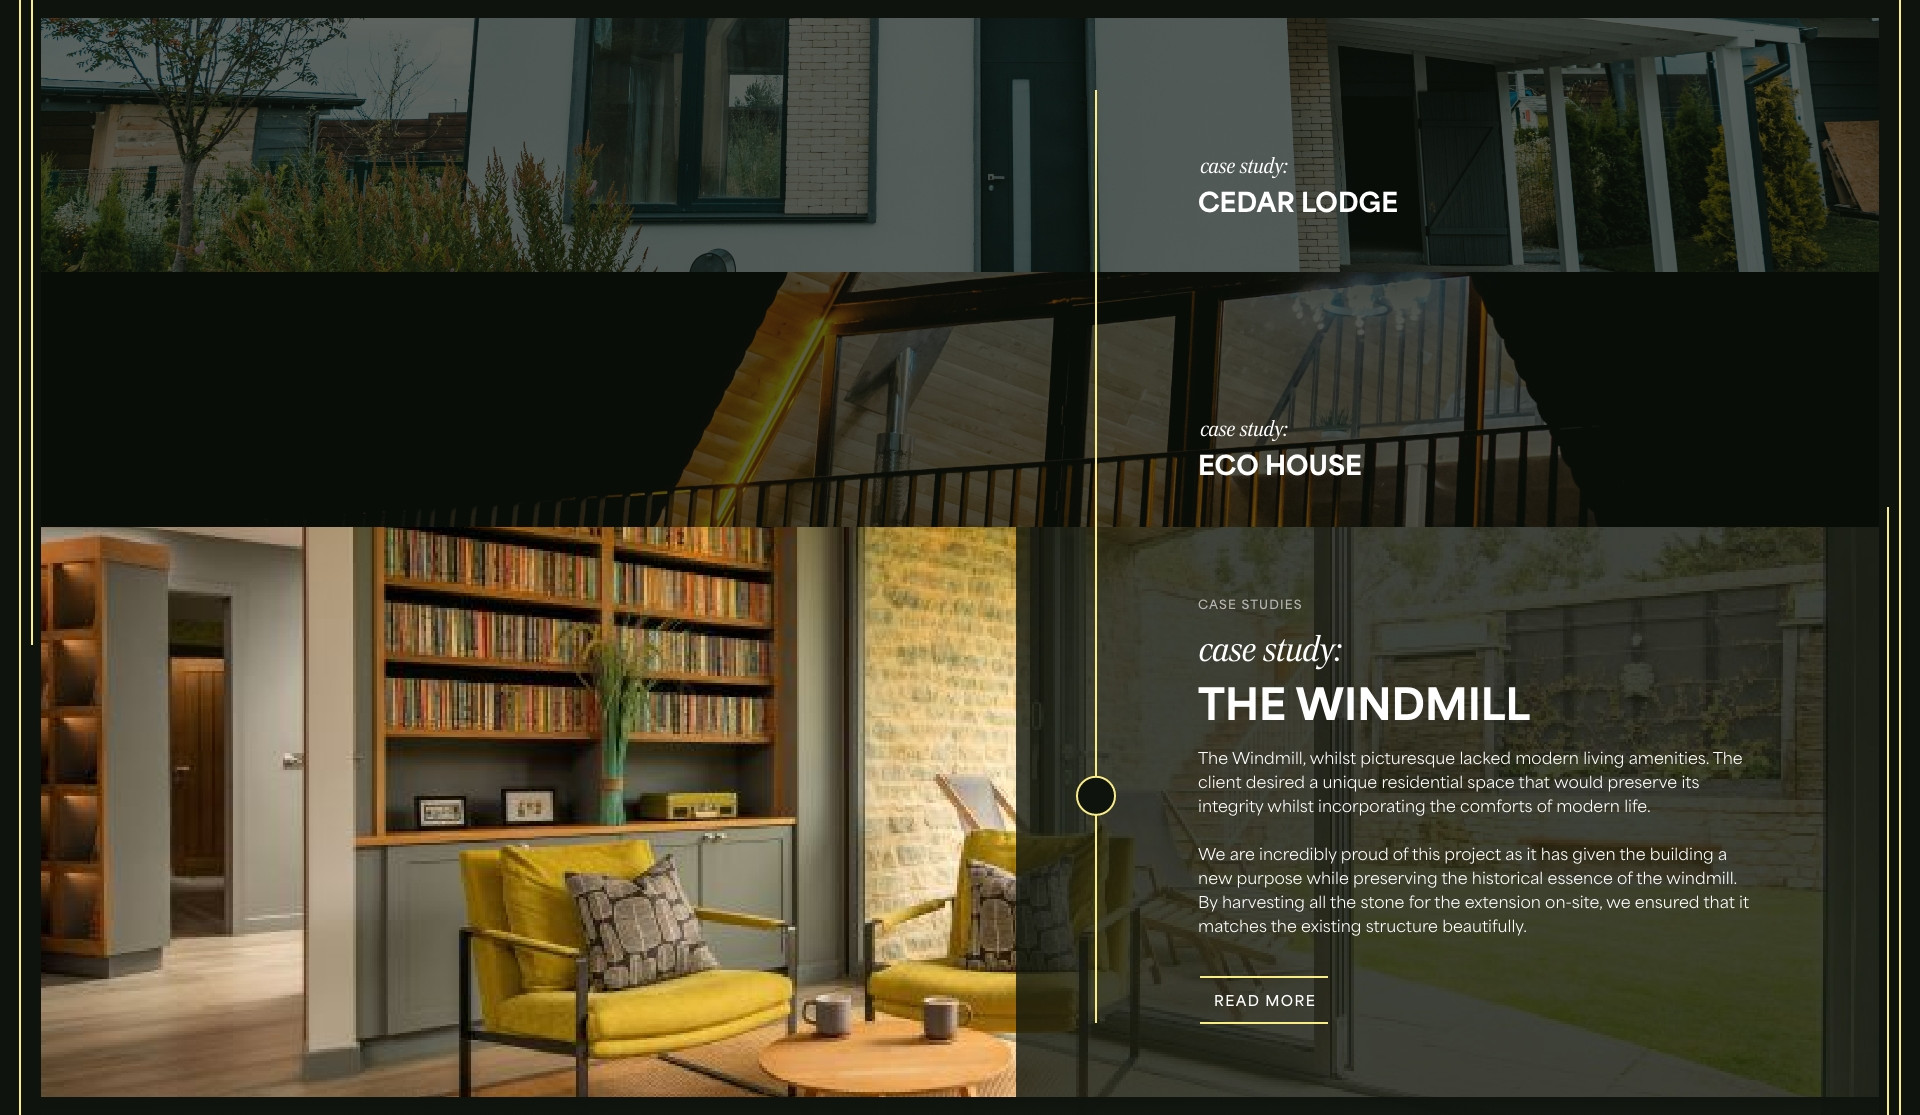 case study:
CEDAR LODGE
case study:
ECO HOUSE
CASE STUDIES
case study:
THE WINDMILL
The Windmill, whilst picturesque lacked modern living amenities. The
client desired a unique residential space that would preserve its
integrity whilst incorporating the comforts of modern life.
We are incredibly proud of this project as it has given the building a
new purpose while preserving the historical essence of the windmill.
By harvesting all the stone for the extension on-site, we ensured that it
matches the existing structure beautifully.
READ MORE